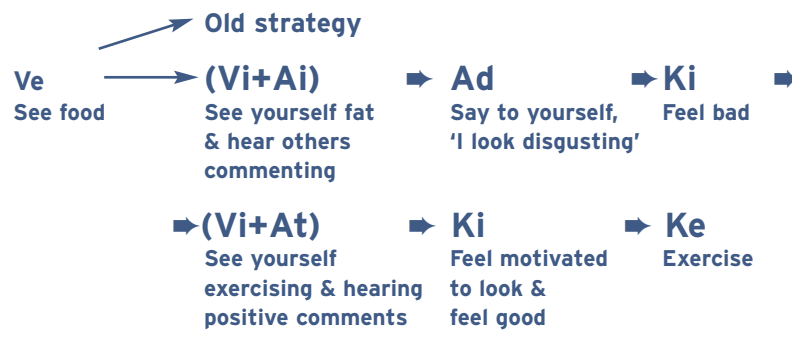 Old strategy
Ve
See food
(Vi+Ai)
See yourself fat
& hear others
commenting
Ad
Say to yourself,
‘I look disgusting’
Ki
Feel bad
(Vi+At)
See yourself
exercising & hearing
positive comments
Ki
Feel motivated
to look &
feel good
Ke
Exercise